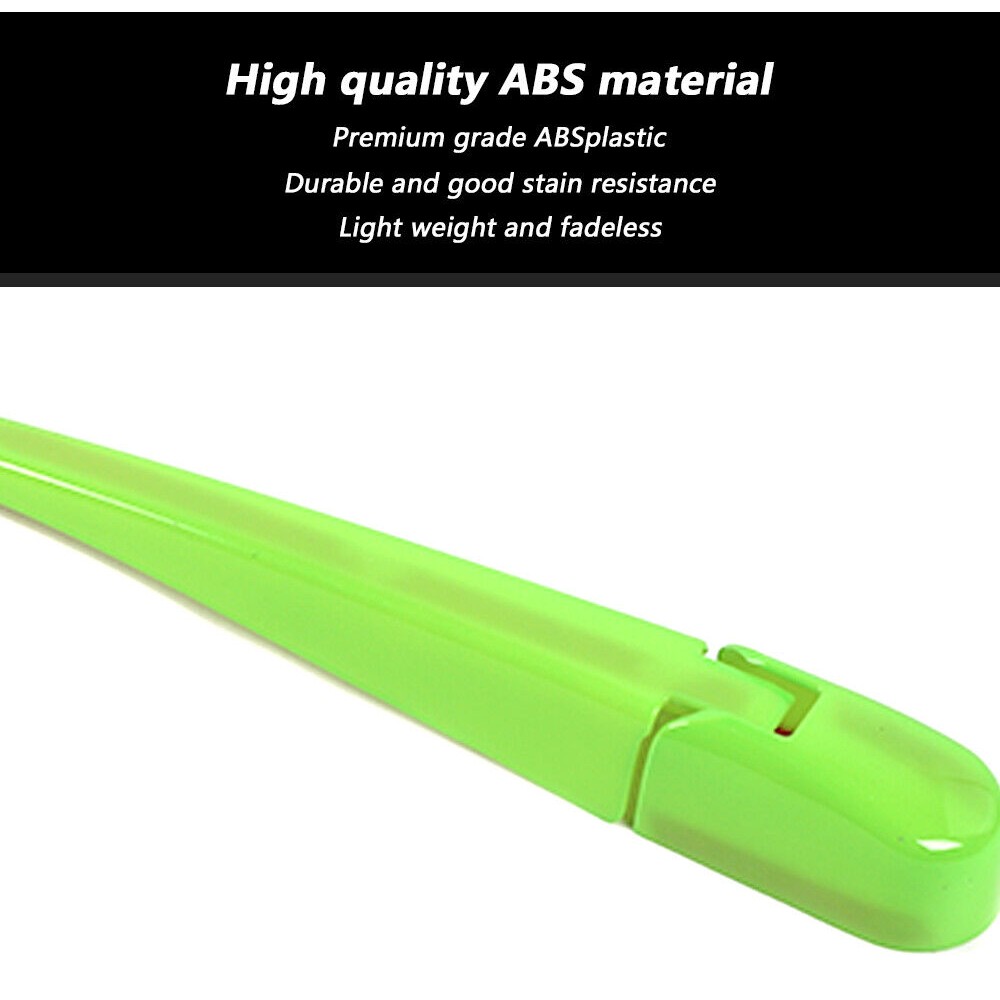 High quality ABS material
Premium grade ABSplastic
Durable and good stain resistance
Light weight and fadeless